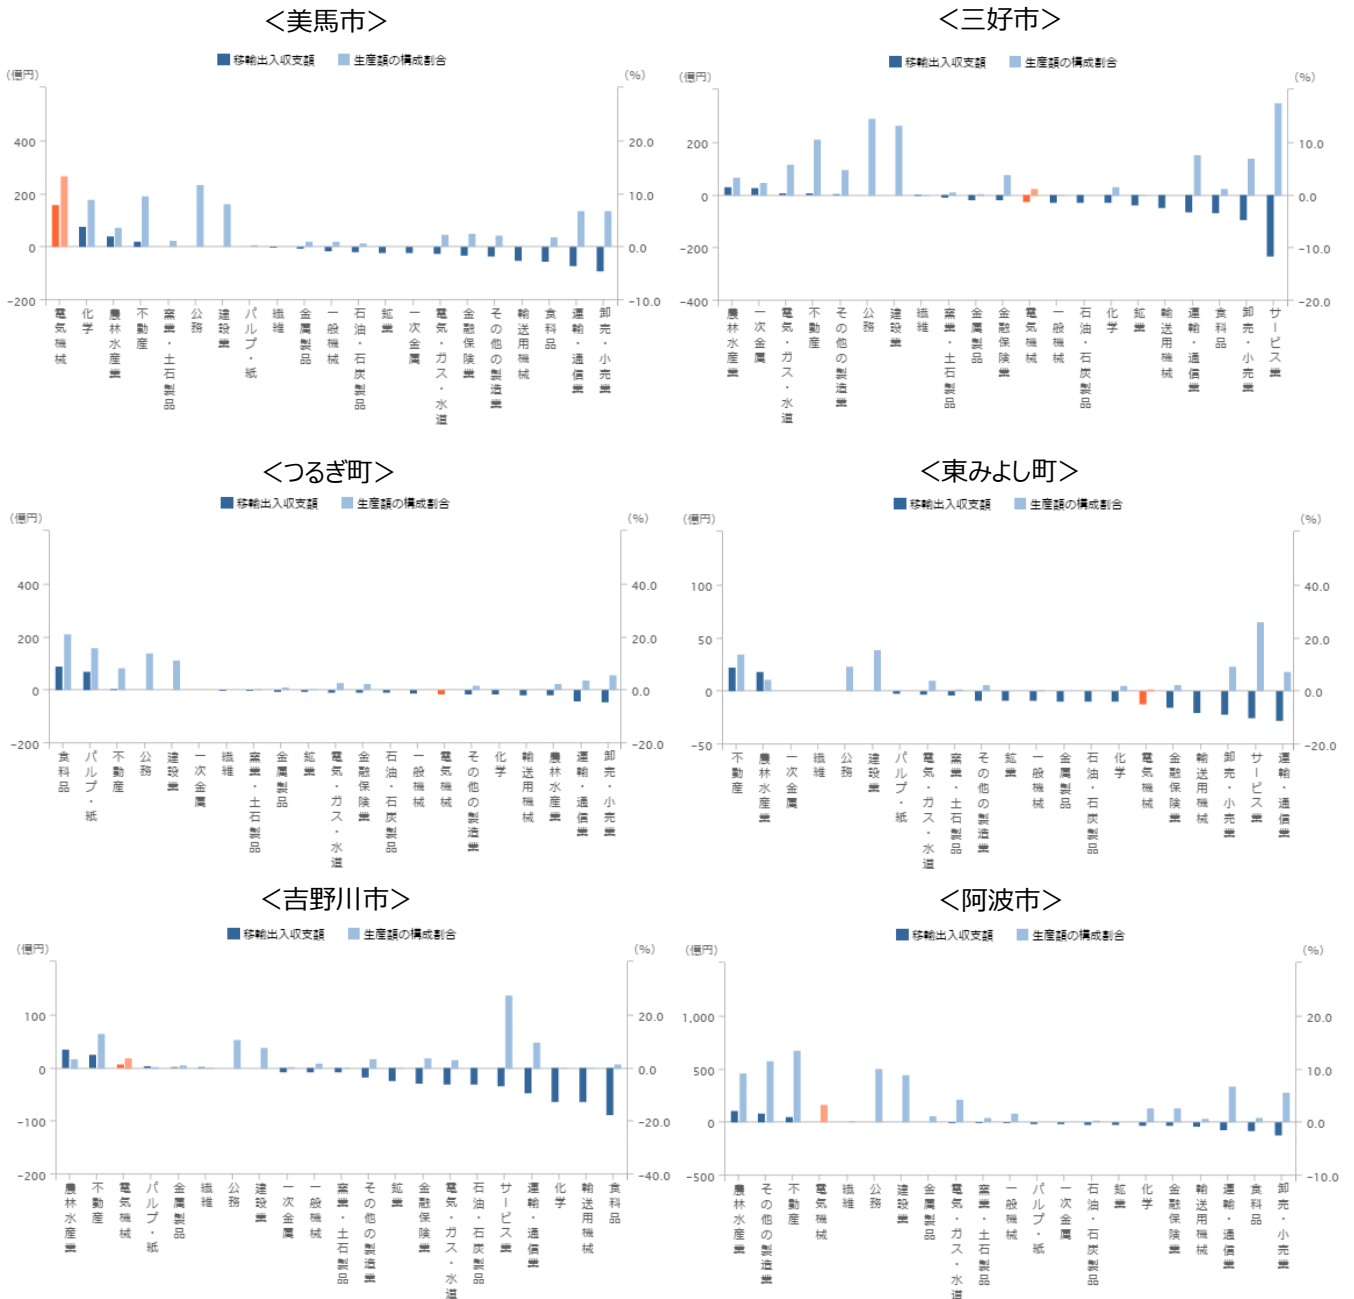 ＜美馬市＞
移輸出入収支額 生産額の構成割合
（億円） （%）
400
200
0
-200
20.0
10.0
0.0
-10.0
電気機械
化学
農林水産業
不動産
窯業・土石製品
公務
建設業
パルプ・紙
繊維
金属製品
一般機械
石油・石炭製品
鉱業
一次金属
電気・ガス・水道
金融保険業
その他の製造業
輸送用機械
食料品
運輸・通信業
卸売・小売業
＜三好市＞
移輸出入収支額 生産額の構成割合
（億円） （%）
200
0
-200
-400
10.0
0.0
-10.0
-20.0
農林水産業
一次金属
電気・ガス・水道
不動産
その他の製造業
公務
建設業
繊維
窯業・土石製品
金属製品
金融保険業
電気機械
一般機械
石油・石炭製品
化学
鉱業
輸送用機械
運輸・通信業
食料品
卸売・小売業
サービス業
＜つるぎ町＞
移輸出入収支額 生産額の構成割合
（億円） （%）
400
200
0
-200
40.0
20.0
0.0
-20.0
食料品
パルプ・紙
不動産
公務
建設業
一次金属
繊維
窯業・土石製品
金属製品
鉱業
電気・ガス・水道
金融保険業
石油・石炭製品
一般機械
電気機械
その他の製造業
化学
輸送用機械
農林水産業
運輸・通信業
卸売・小売業
＜東みよし町＞
移輸出入収支額 生産額の構成割合
（億円） （%）
100
50
0
-50
40.0
20.0
0.0
-20.0
不動産
農林水産業
一次金属
繊維
公務
建設業
パルプ・紙
電気・ガス・水道
窯業・土石製品
その他の製造業
鉱業
一般機械
金属製品
石油・石炭製品
化学
電気機械
金融保険業
輸送用機械
卸売・小売業
サービス業
運輸・通信業
＜吉野川市＞
移輸出入収支額 生産額の構成割合
（億円） （%）
100
0
-100
-200
20.0
0.0
-20.0
-40.0
農林水産業
不動産
電気機械
パルプ・紙
金属製品
繊維
公務
建設業
一次金属
一般機械
窯業・土石製品
その他の製造業
鉱業
金融保険業
電気・ガス・水道
石油・石炭製品
サービス業
運輸・通信業
化学
輸送用機械
食料品
＜阿波市＞
移輸出入収支額 生産額の構成割合
（億円） （%）
1,000
500
0
-500
20.0
10.0
0.0
-10.0
農林水産業
その他の製造業
不動産
電気機械
繊維
公務
建設業
金属製品
電気・ガス・水道
窯業・土石製品
一般機械
パルプ・紙
一次金属
石油・石炭製品
鉱業
化学
金融保険業
輸送用機械
運輸・通信業
食料品
卸売・小売業